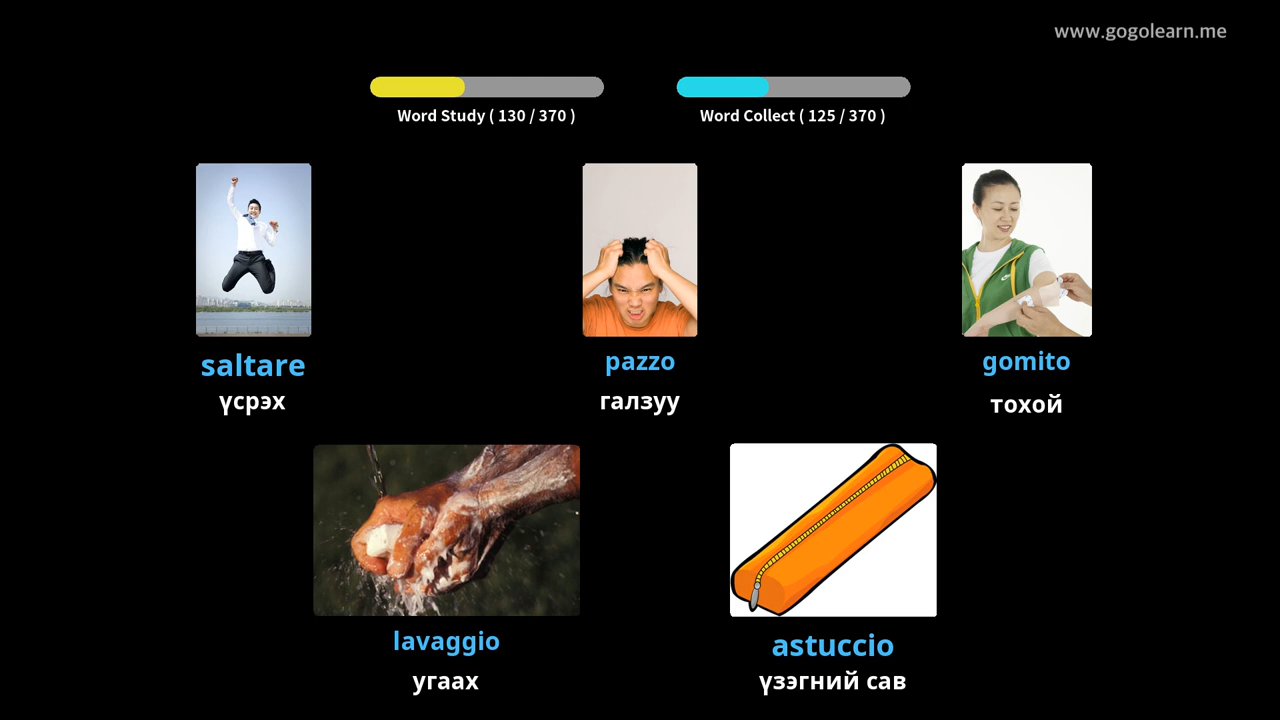 www.gogolearn.me
Word Study ( 130 / 370 )
Word Collect ( 125 / 370 )
saltare
үсрэх
pazzo
галзуу
gomito
тохой
lavaggio
угаах
astuccio
үзэгний сав